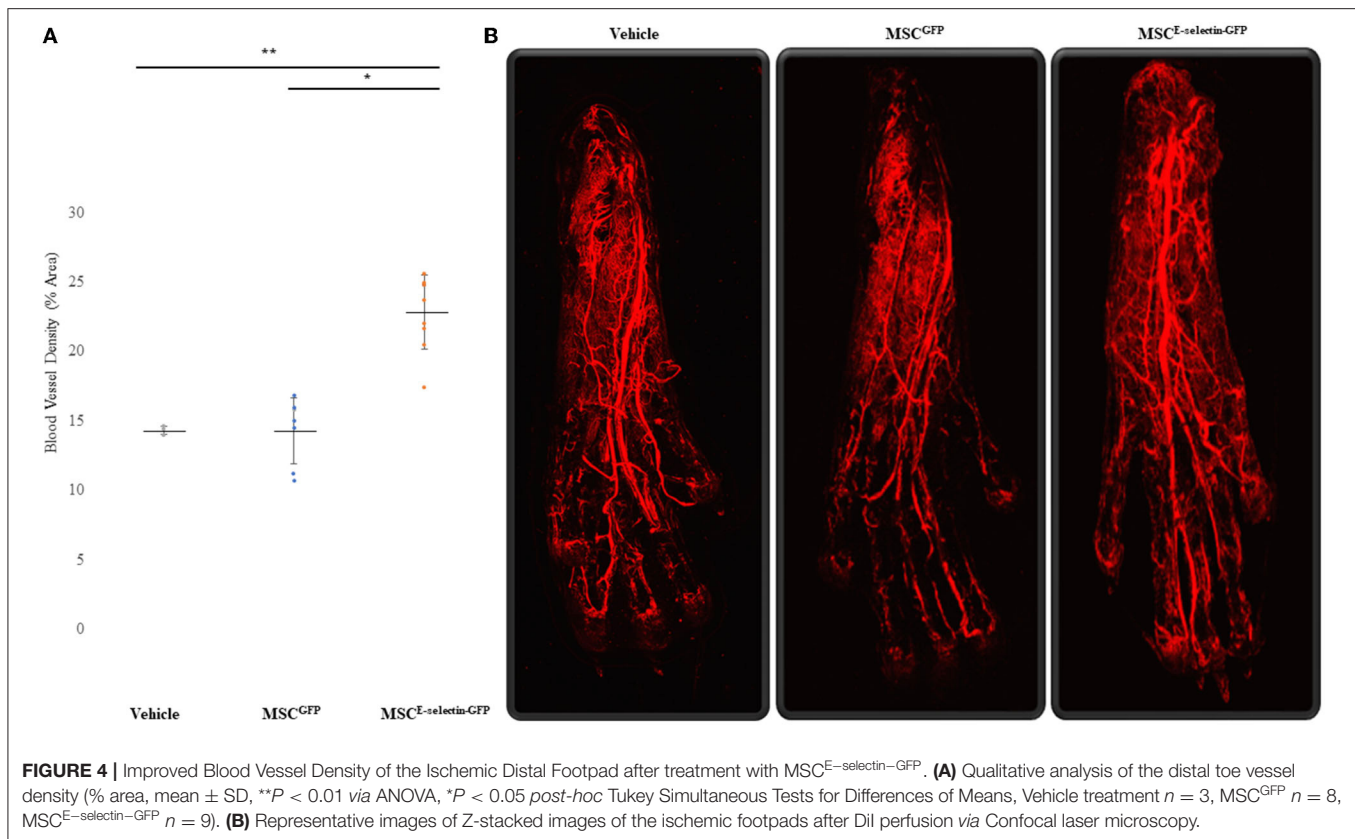 A
**
*
Blood Vessel Density (% Area)
30
25
20
15
10
5
0
Vehicle
MSCGFP
MSCE-selectin-GFP
B
Vehicle
MSCGFP
MSCE-selectin-GFP
FIGURE 4 | Improved Blood Vessel Density of the Ischemic Distal Footpad after treatment with MSCE−selectin−GFP. (A) Qualitative analysis of the distal toe vessel
density (% area, mean ± SD, **P < 0.01 via ANOVA, *P < 0.05 post-hoc Tukey Simultaneous Tests for Differences of Means, Vehicle treatment n = 3, MSCGFP n = 8,
MSCE−selectin−GFP n = 9). (B) Representative images of Z-stacked images of the ischemic footpads after DiI perfusion via Confocal laser microscopy.